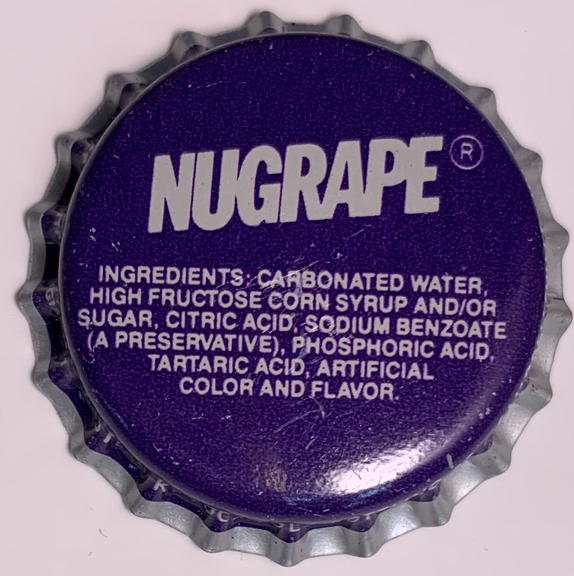 NUGRAPE®
INGREDIENTS: CARBONATED WATER,
HIGH FRUCTOSE CORN SYRUP AND/OR
SUGAR, CITRIC ACID, SODIUM BENZOATE
(A PRESERVATIVE), PHOSPHORIC ACID,
TARTARIC ACID, ARTIFICIAL
COLOR AND FLAVOR.